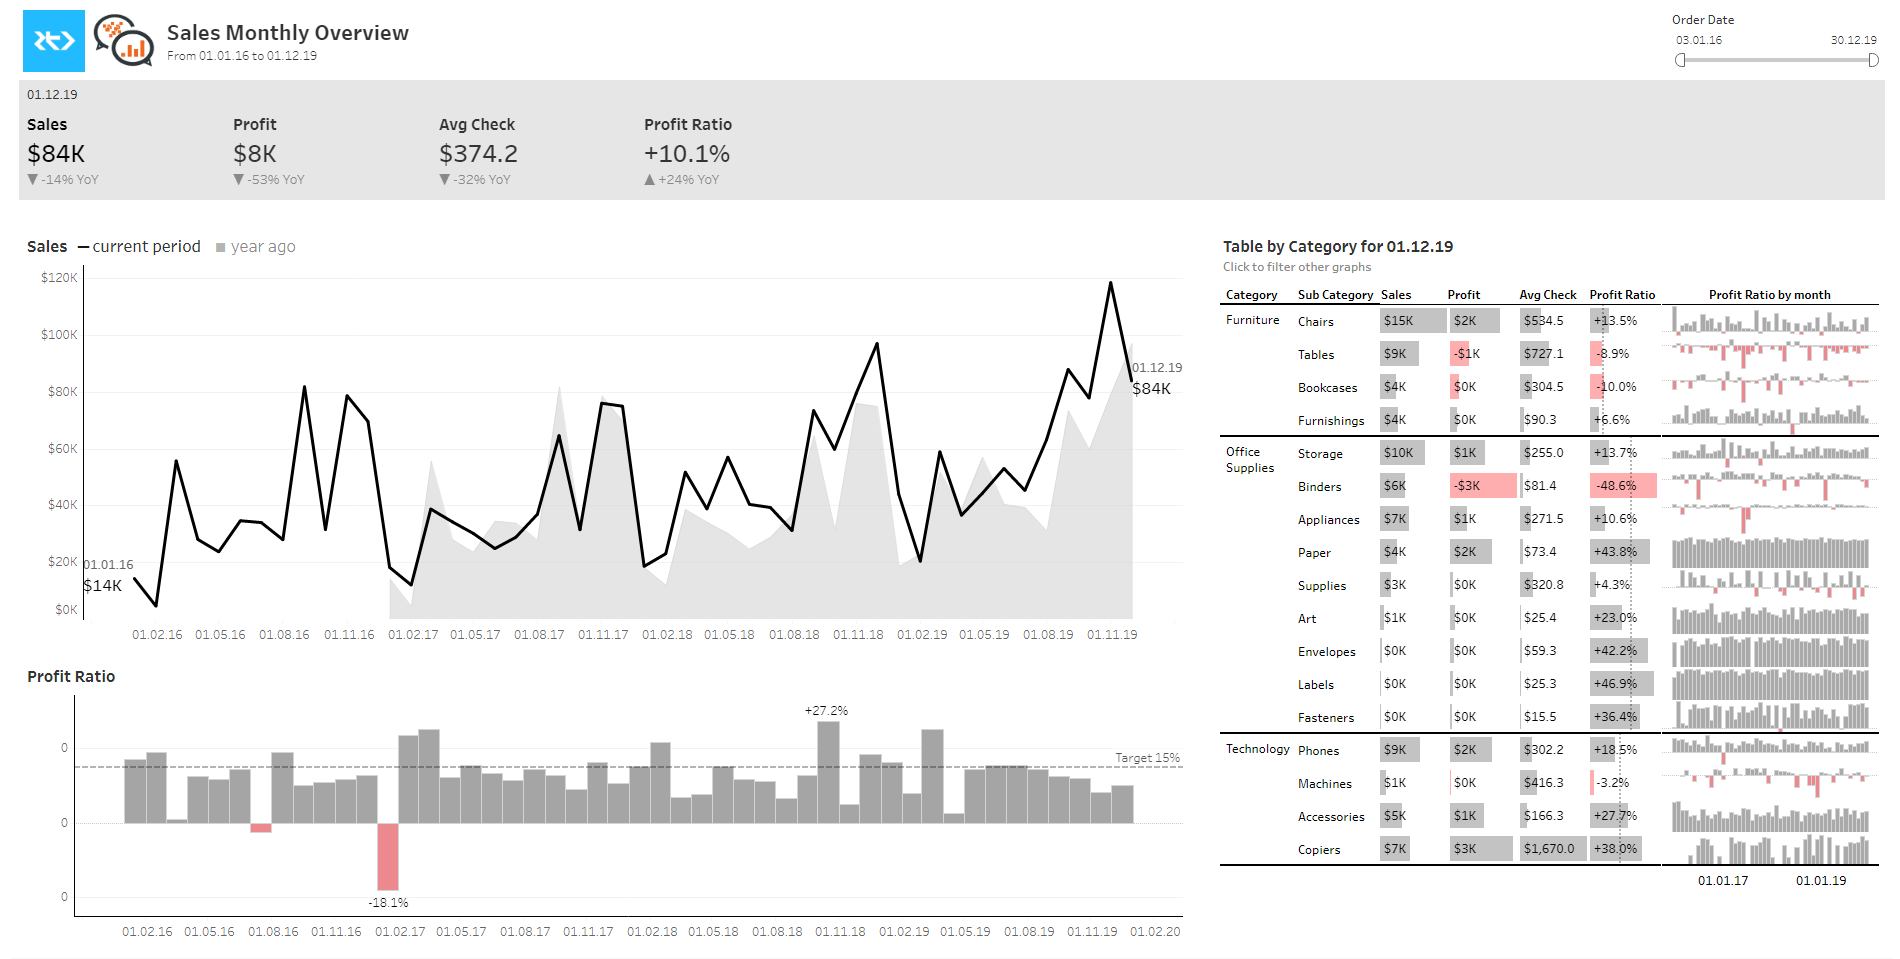 Sales Monthly Overview
From 01.01.16 to 01.12.19
Order Date
03.01.16 30.12.19
01.12.19
Sales Profit Avg Check Profit Ratio
$84K $8K $374.2 +10.1%
▼ -14% YoY ▼ -53% YoY ▼ -32% YoY ▲ +24% YoY
Sales current period year ago
$120K
$100K
$80K
$60K
$40K
$20K
$0K
01.01.16
$14K
01.12.19
$84K
01.02.16 01.05.16 01.08.16 01.11.16 01.02.17 01.05.17 01.08.17 01.11.17 01.02.18 01.05.18 01.08.18 01.11.18 01.02.19 01.05.19 01.08.19 01.11.19
Profit Ratio
+27.2%
0
Target 15%
0
0
-18.1%
01.02.16 01.05.16 01.08.16 01.11.16 01.02.17 01.05.17 01.08.17 01.11.17 01.02.18 01.05.18 01.08.18 01.11.18 01.02.19 01.05.19 01.08.19 01.11.19 01.02.20
Table by Category for 01.12.19
Click to filter other graphs
Category Sub Category Sales Profit Avg Check Profit Ratio Profit Ratio by month
Furniture Chairs $15K $2K $534.5 +13.5%
Tables $9K -$1K $727.1 -8.9%
Bookcases $4K $0K $304.5 -10.0%
Furnishings $4K $0K $90.3 +6.6%
Office Supplies Storage $10K $1K $255.0 +13.7%
Binders $6K -$3K $81.4 -48.6%
Appliances $7K $1K $271.5 +10.6%
Paper $4K $2K $73.4 +43.8%
Supplies $3K $0K $320.8 +4.3%
Art $1K $0K $25.4 +23.0%
Envelopes $0K $0K $59.3 +42.2%
Labels $0K $0K $25.3 +46.9%
Fasteners $0K $0K $15.5 +36.4%
Technology Phones $9K $2K $302.2 +18.5%
Machines $1K $0K $416.3 -3.2%
Accessories $5K $1K $166.3 +27.7%
Copiers $7K $3K $1,670.0 +38.0%
01.01.17 01.01.19